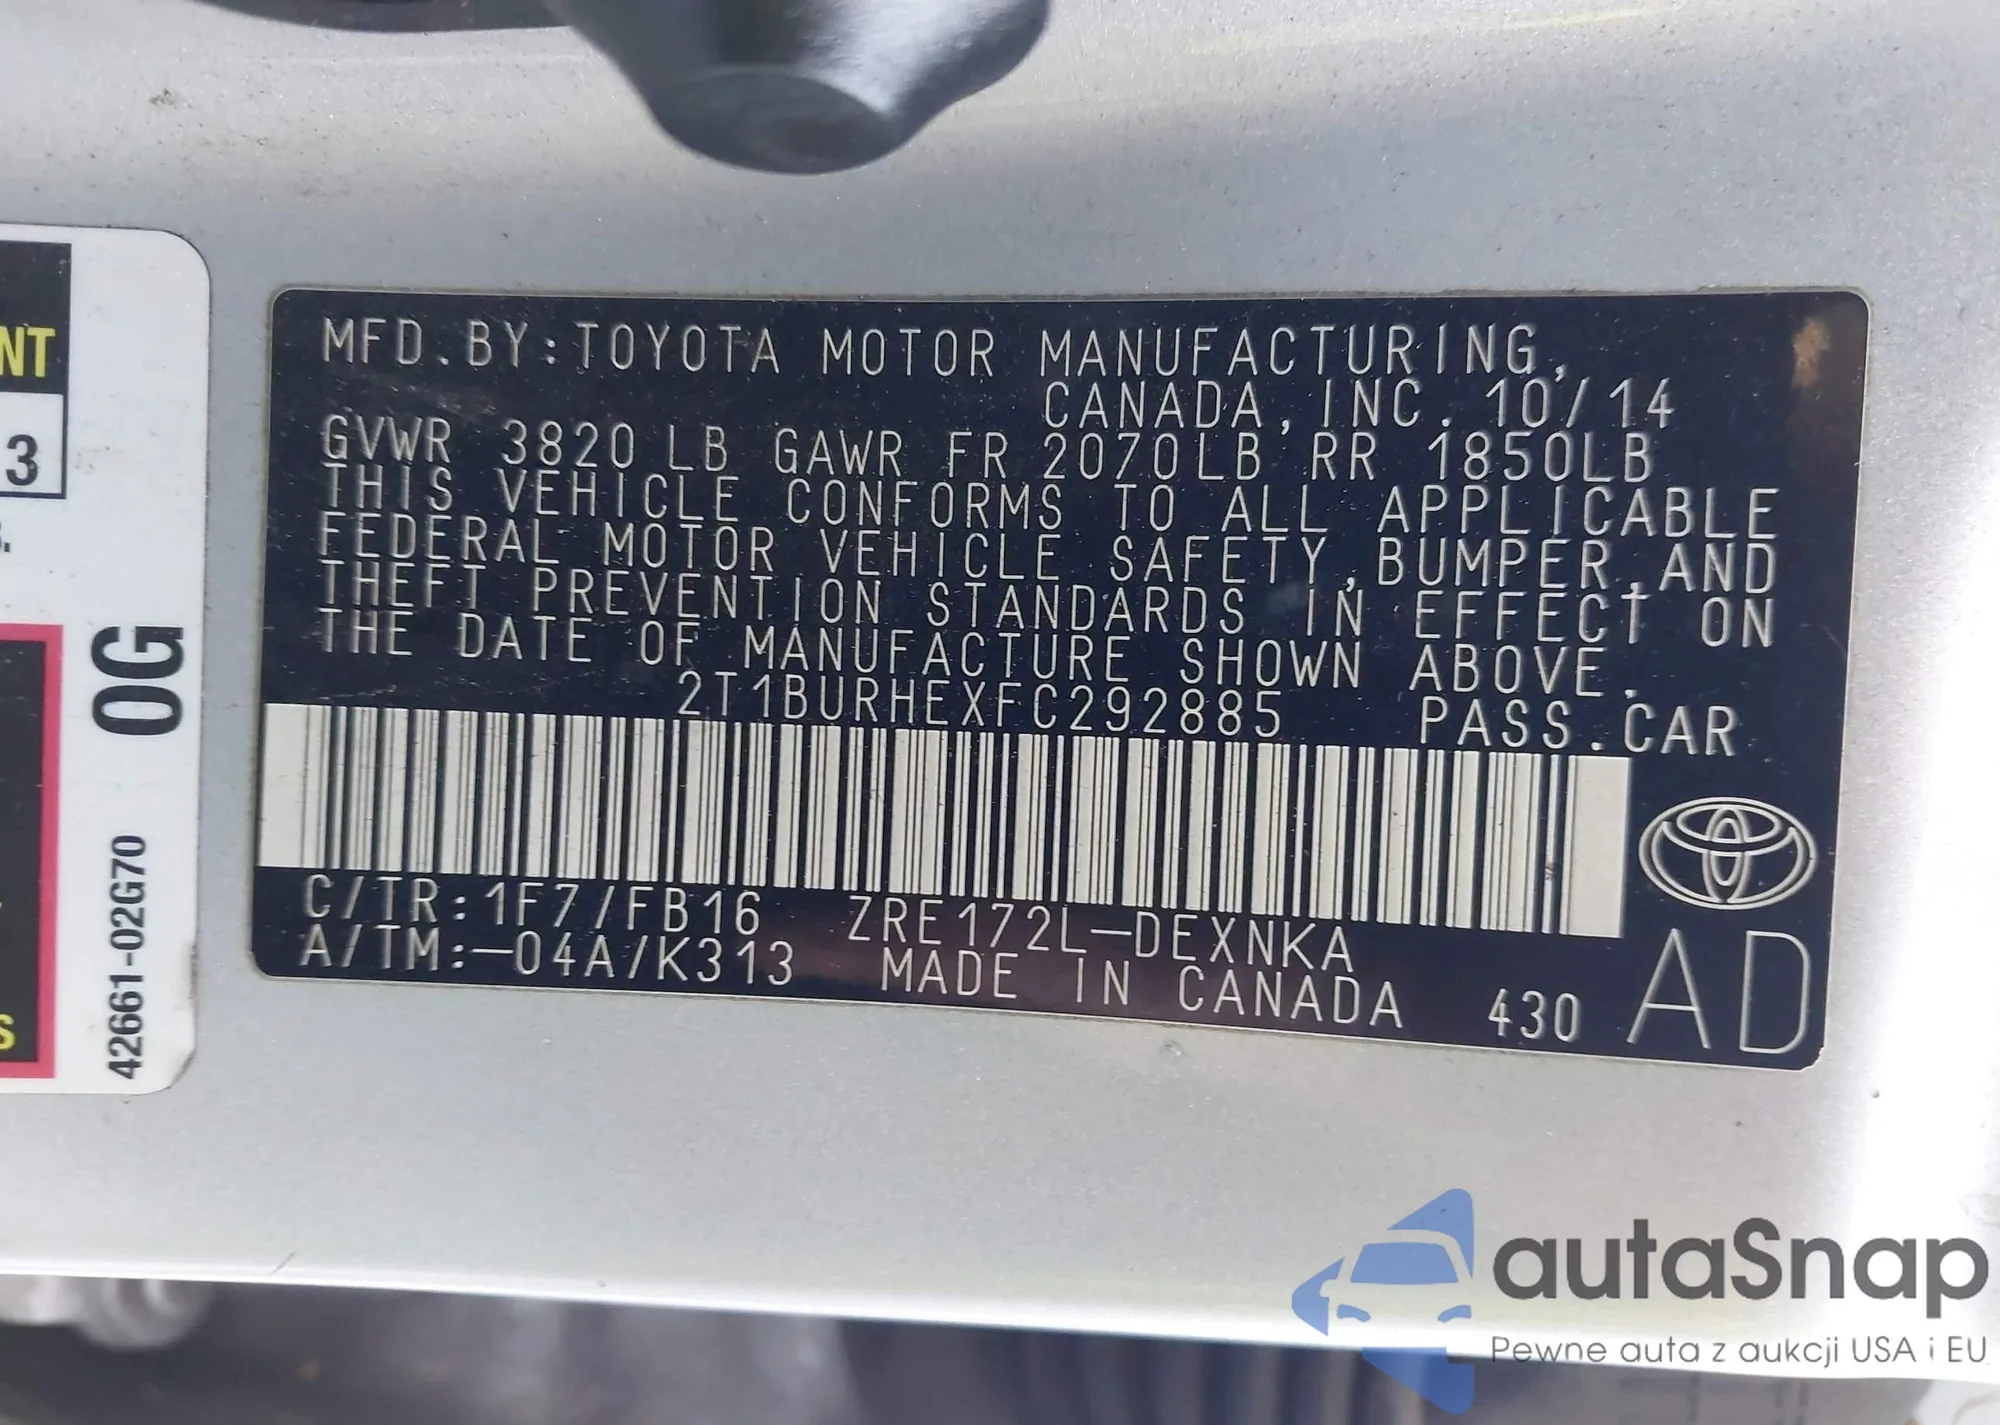 MFD.BY:TOYOTA MOTOR MANUFACTURING,
CANADA,INC. 10/14
GVWR 3820 LB GAWR FR 2070LB RR 1850LB
THIS VEHICLE CONFORMS TO ALL APPLICABLE
FEDERAL MOTOR VEHICLE SAFETY,BUMPER,AND
THEFT PREVENTION STANDARDS IN EFFECT ON
THE DATE OF MANUFACTURE SHOWN ABOVE.
2T1BURHEXFC292885 PASS.CAR
C/TR:1F7/FB16 ZRE172L-DEXNKA
A/TM:-04A/K313 MADE IN CANADA 430 AD
NT
3
0G
42661-02G70
S
autaSnap
Pewne auta z aukcji USA i EU